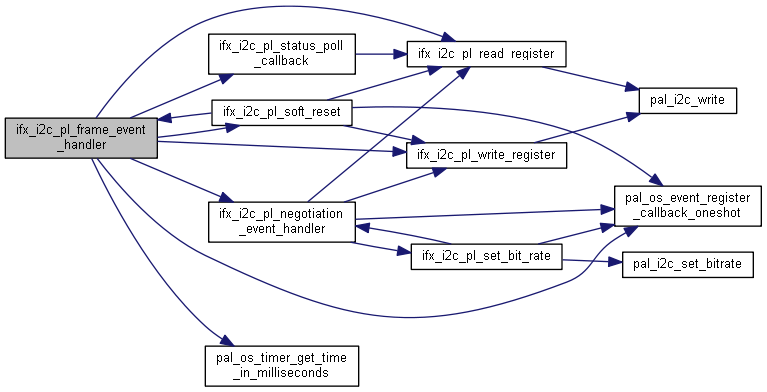 ifx_i2c_pl_frame_event
_handler
ifx_i2c_pl_status_poll
_callback
ifx_i2c_pl_read_register
pal_i2c_write
ifx_i2c_pl_soft_reset
ifx_i2c_pl_write_register
pal_os_event_register
_callback_oneshot
ifx_i2c_pl_negotiation
_event_handler
ifx_i2c_pl_set_bit_rate
pal_i2c_set_bitrate
pal_os_timer_get_time
_in_milliseconds